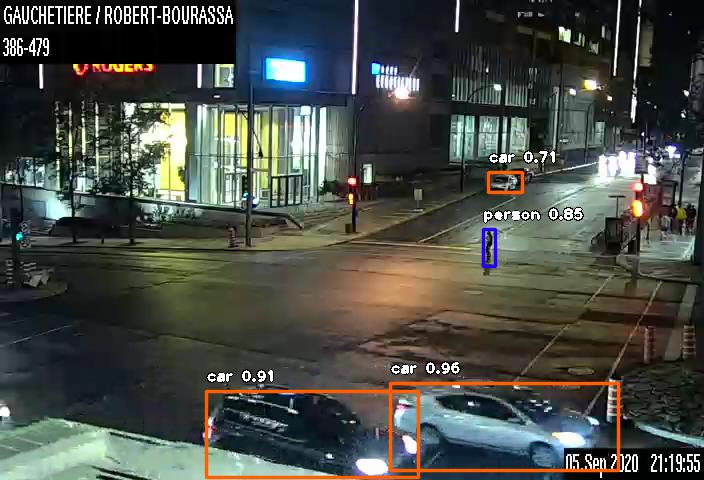 GAUCHETIERE / ROBERT-BOURASSA
386-479
ROGERS
car 0.71
person 0.85
car 0.91
car 0.96
05 Sep 2020 21:19:55